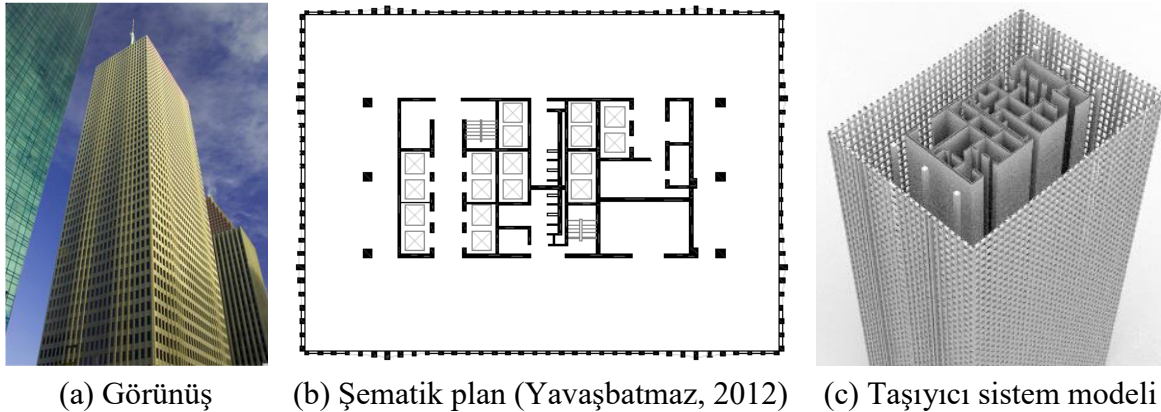 (a) Görünüş
(b) Şematik plan (Yavaşbatmaz, 2012)
(c) Taşıyıcı sistem modeli